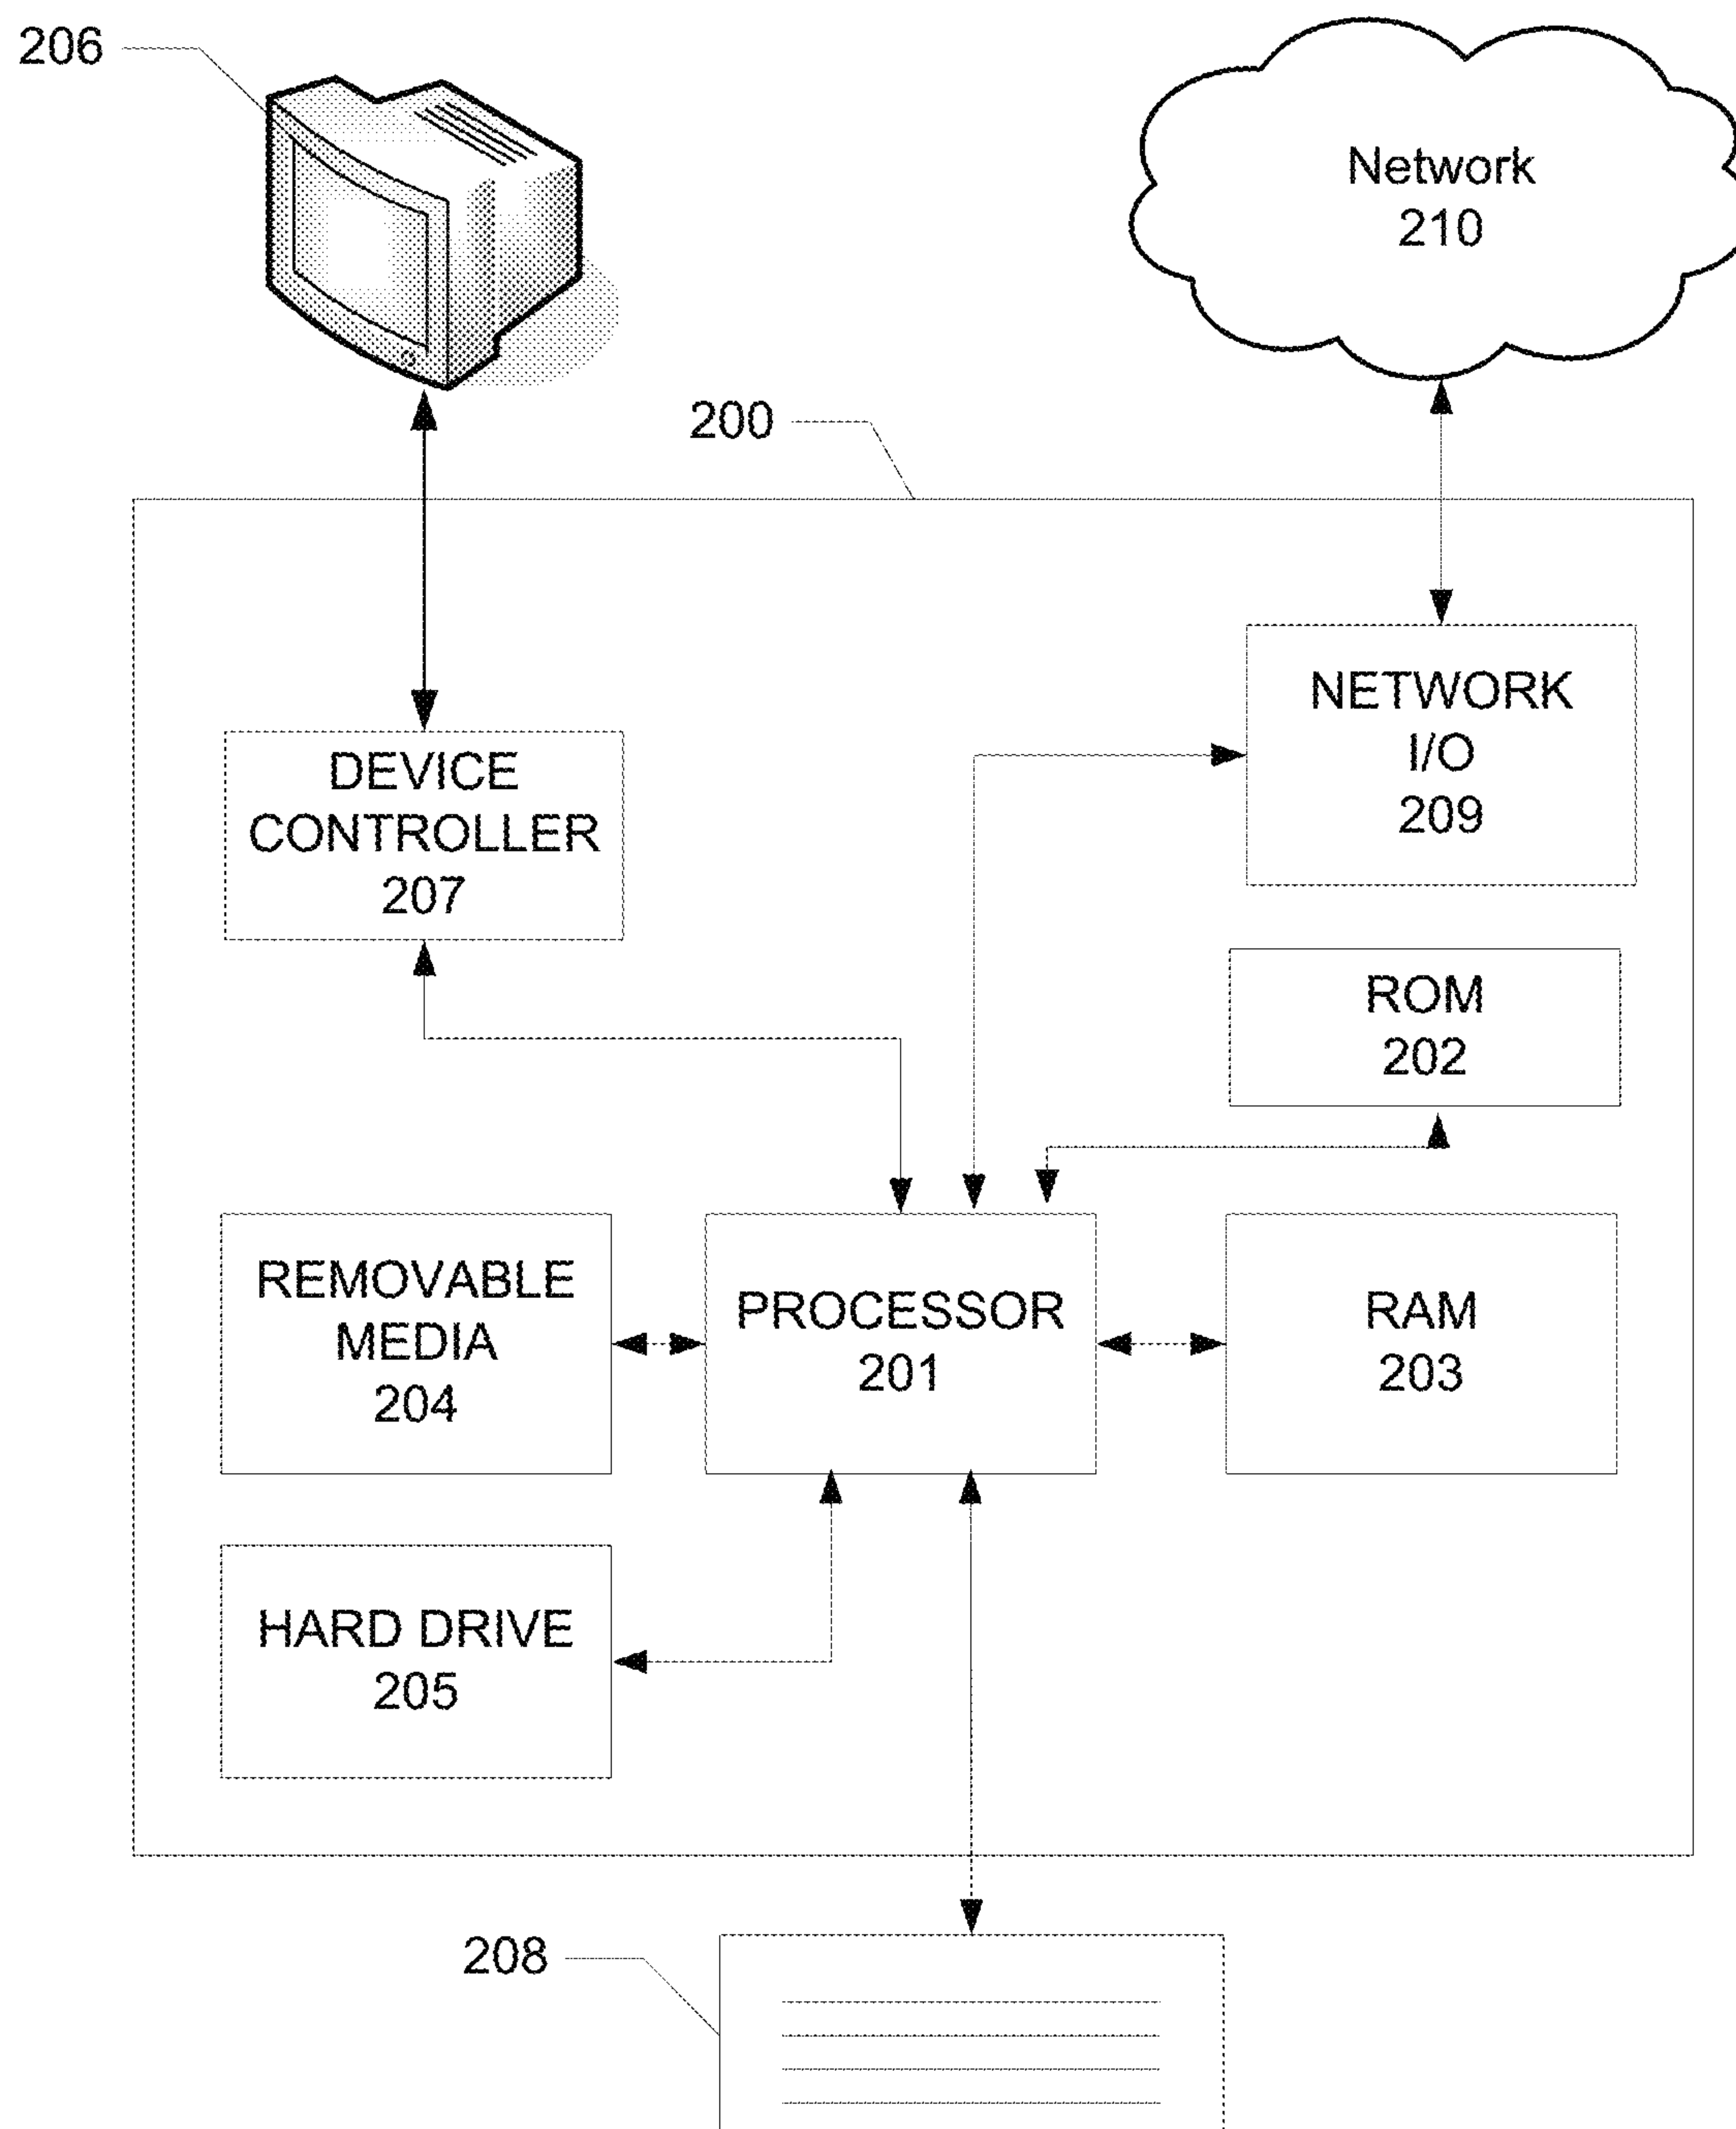 206
Network
210
200
NETWORK
I/O
209
DEVICE
CONTROLLER
207
ROM
202
REMOVABLE
MEDIA
204
PROCESSOR
201
RAM
203
HARD DRIVE
205
208